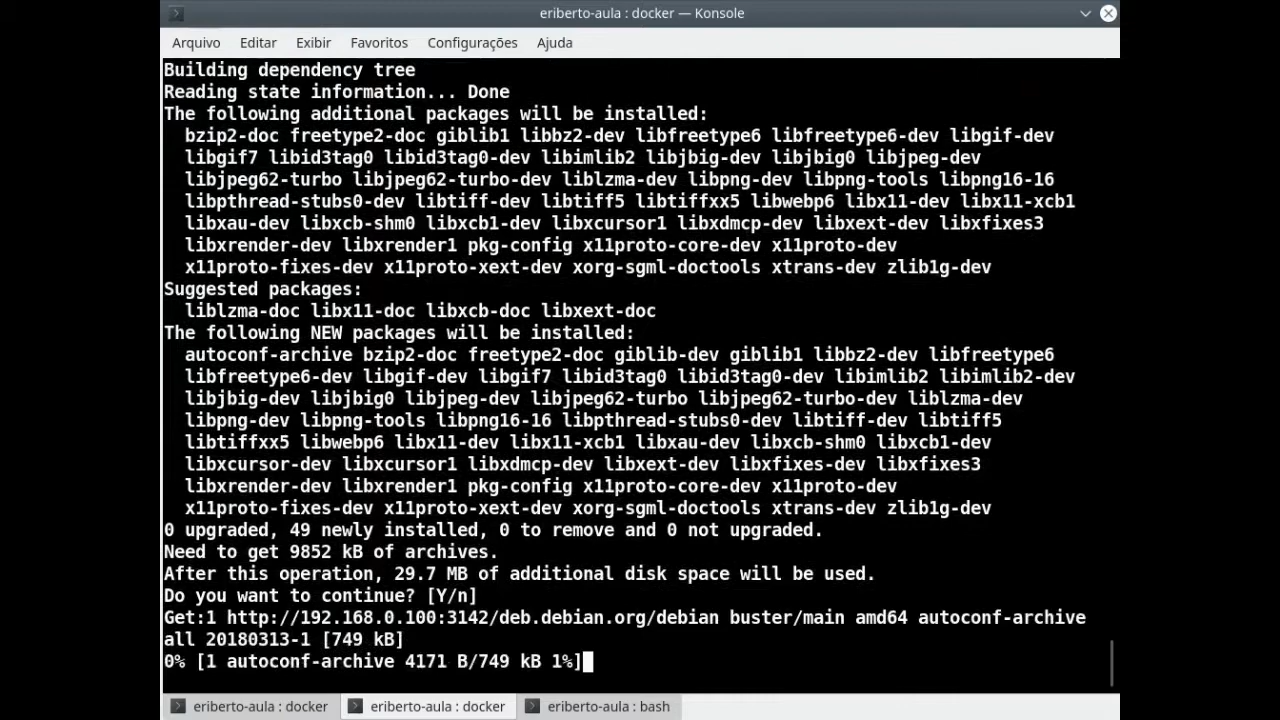 eriberto-aula : docker — Konsole
Arquivo Editar Exibir Favoritos Configurações Ajuda
Building dependency tree
Reading state information... Done
The following additional packages will be installed:
bzip2-doc freetype2-doc giblib1 libbz2-dev libfreetype6 libfreetype6-dev libgif-dev
libgif7 libid3tag0 libid3tag0-dev libimlib2 libjbig-dev libjbig0 libjpeg-dev
libjpeg62-turbo libjpeg62-turbo-dev liblzma-dev libpng-dev libpng-tools libpng16-16
libpthread-stubs0-dev libtiff-dev libtiff5 libtiffxx5 libwebp6 libx11-dev libx11-xcb1
libxau-dev libxcb-shm0 libxcb1-dev libxcursor1 libxdmcp-dev libxext-dev libxfixes3
libxrender-dev libxrender1 pkg-config x11proto-core-dev x11proto-dev
x11proto-fixes-dev x11proto-xext-dev xorg-sgml-doctools xtrans-dev zlib1g-dev
Suggested packages:
liblzma-doc libx11-doc libxcb-doc libxext-doc
The following NEW packages will be installed:
autoconf-archive bzip2-doc freetype2-doc giblib-dev giblib1 libbz2-dev libfreetype6
libfreetype6-dev libgif-dev libgif7 libid3tag0 libid3tag0-dev libimlib2 libimlib2-dev
libjbig-dev libjbig0 libjpeg-dev libjpeg62-turbo libjpeg62-turbo-dev liblzma-dev
libpng-dev libpng-tools libpng16-16 libpthread-stubs0-dev libtiff-dev libtiff5
libtiffxx5 libwebp6 libx11-dev libx11-xcb1 libxau-dev libxcb-shm0 libxcb1-dev
libxcursor-dev libxcursor1 libxdmcp-dev libxext-dev libxfixes-dev libxfixes3
libxrender-dev libxrender1 pkg-config x11proto-core-dev x11proto-dev
x11proto-fixes-dev x11proto-xext-dev xorg-sgml-doctools xtrans-dev zlib1g-dev
0 upgraded, 49 newly installed, 0 to remove and 0 not upgraded.
Need to get 9852 kB of archives.
After this operation, 29.7 MB of additional disk space will be used.
Do you want to continue? [Y/n]
Get:1 http://192.168.0.100:3142/deb.debian.org/debian buster/main amd64 autoconf-archive
all 20180313-1 [749 kB]
0% [1 autoconf-archive 4171 B/749 kB 1%]
eriberto-aula : docker eriberto-aula : docker eriberto-aula : bash